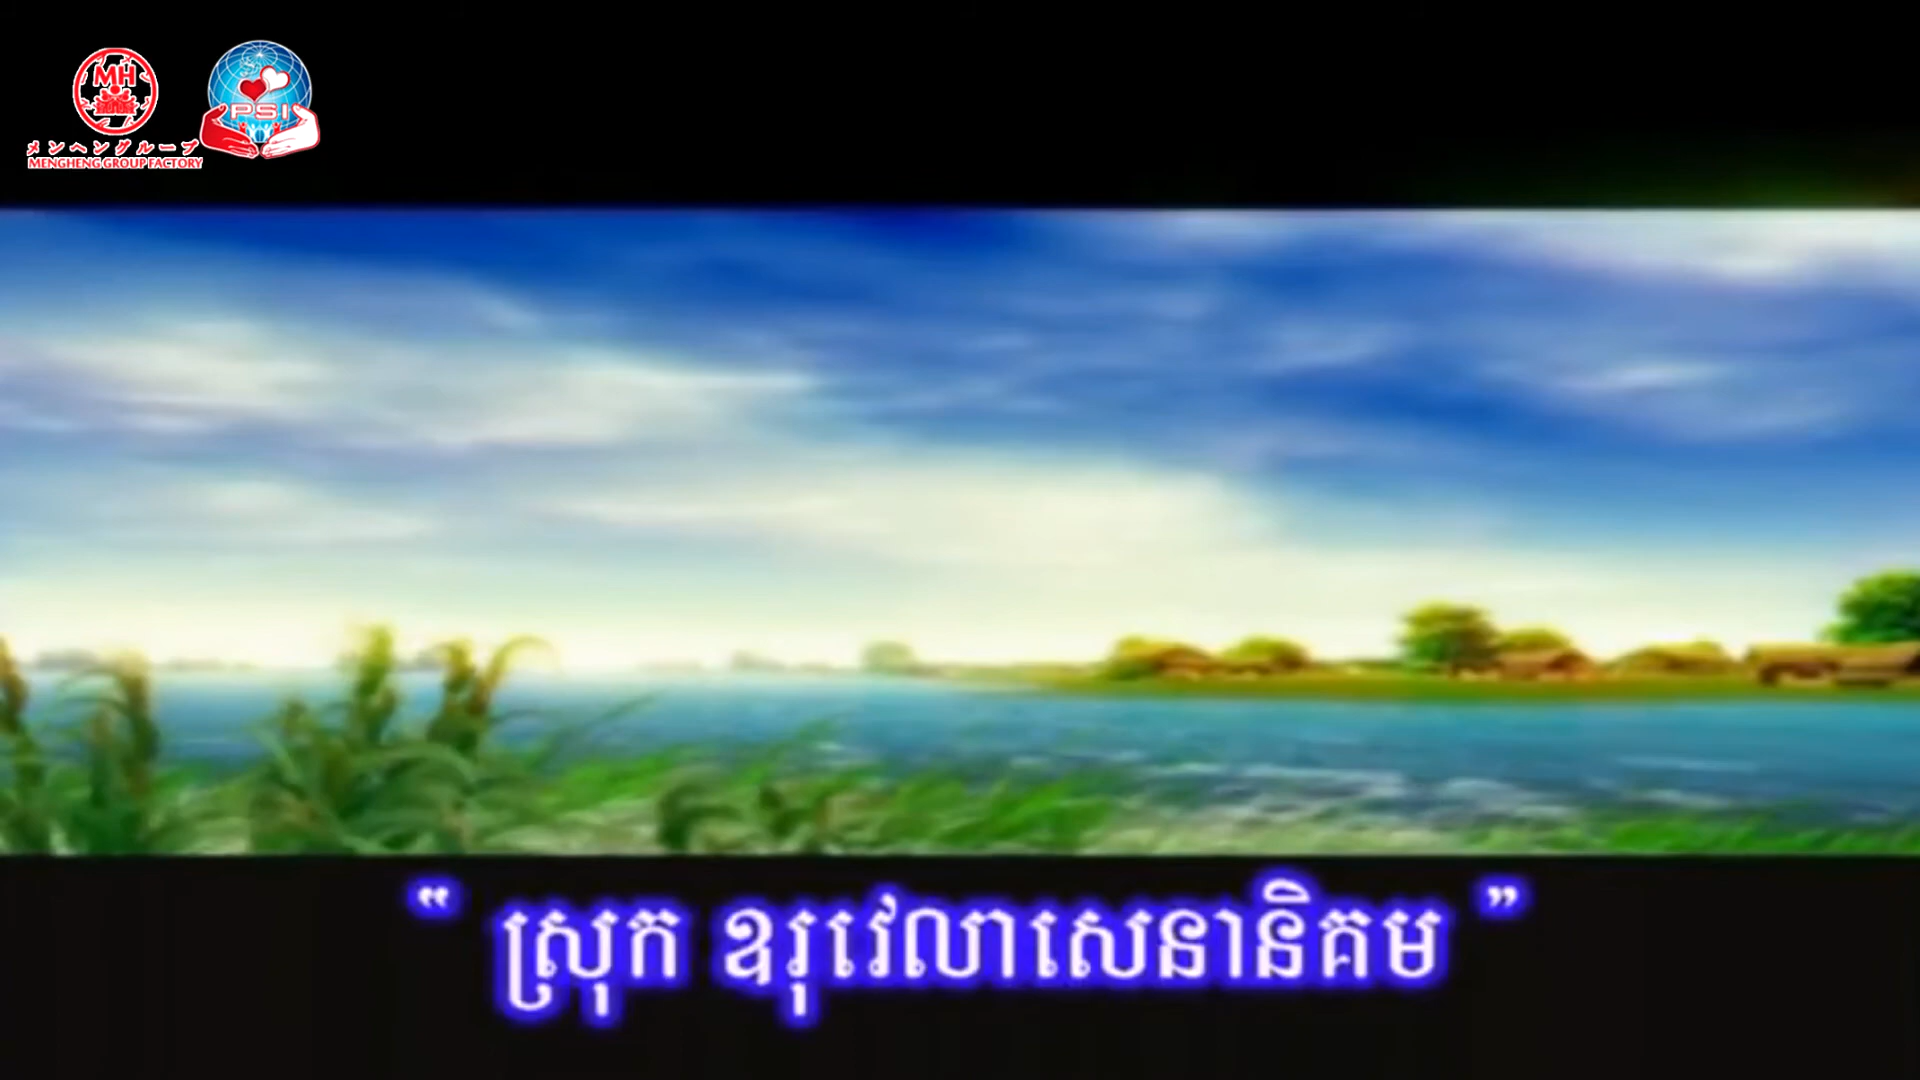 MH
PSI
メンヘングループ
MENGHENG GROUP FACTORY
“ ស្រុក ឧរុវេលាសេនានិគម ”